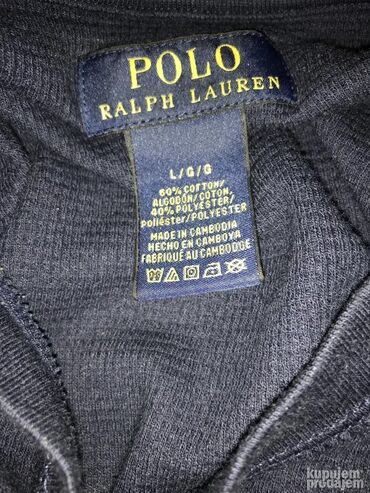 POLO
RALPH LAUREN
L/G/G
60% COTTON/
ALGODÓN/COTON,
40% POLYESTER/
poliéster/POLYESTER
MADE IN CAMBODIA
HECHO EN CAMBOYA
FABRIQUÉ AU CAMBODGE
kupujem
prodajem